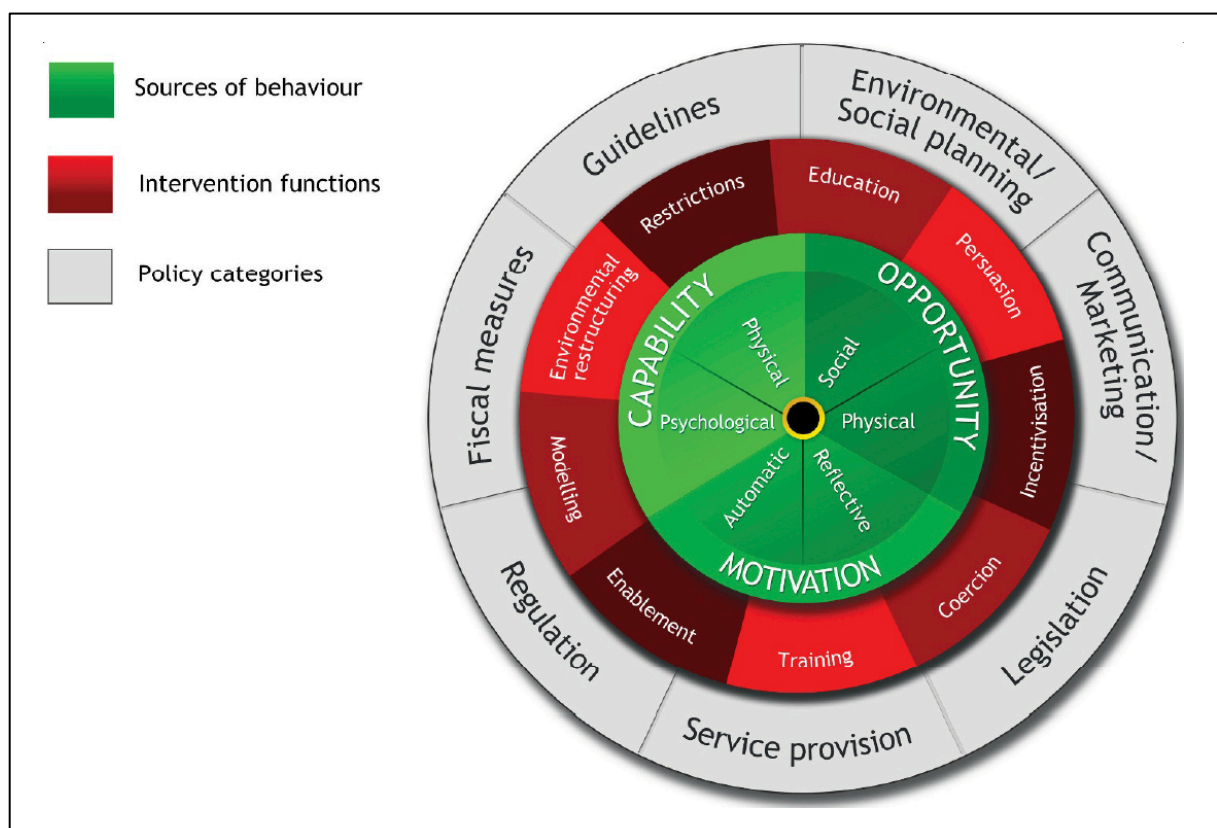 Sources of behaviour
Intervention functions
Policy categories
Guidelines
Environmental/
Social planning
Communication/
Marketing
Legislation
Service provision
Regulation
Fiscal measures
Restrictions
Education
Persuasion
Incentivisation
Coercion
Training
Enablement
Modelling
Environmental
restructuring
CAPABILITY
OPPORTUNITY
MOTIVATION
Physical
Social
Psychological
Physical
Automatic
Reflective